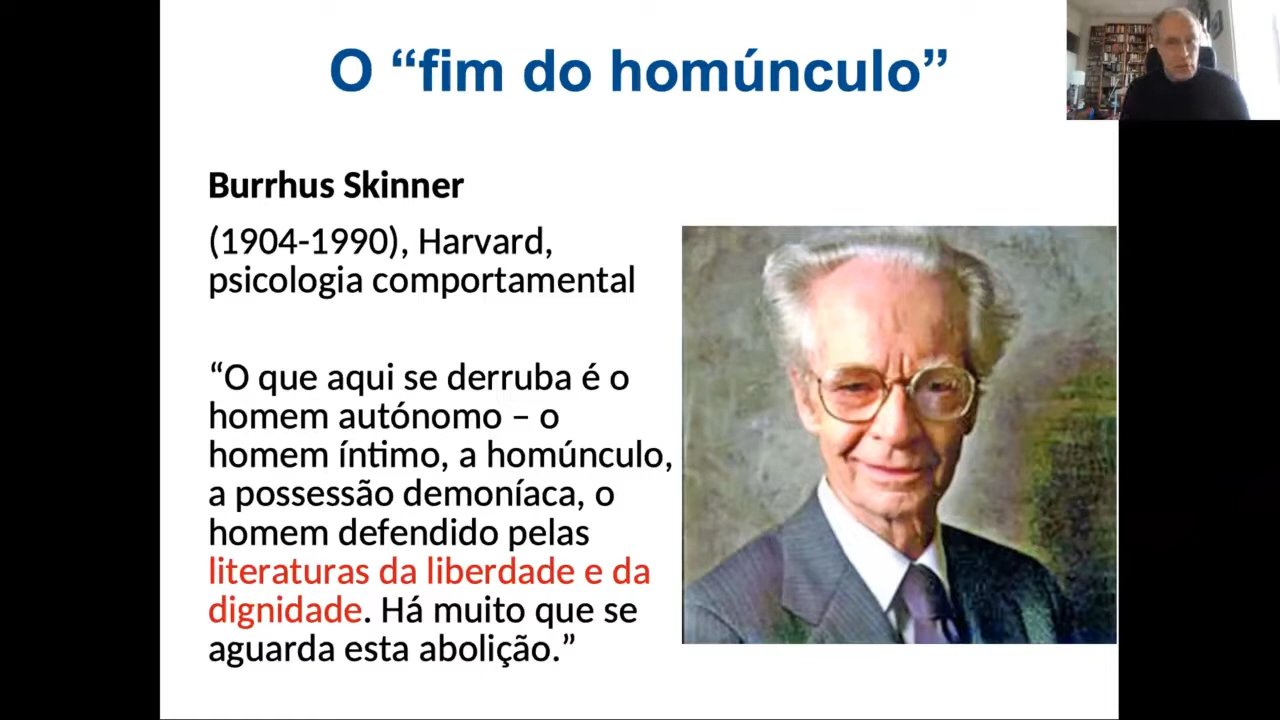 O “fim do homúnculo”
Burrhus Skinner
(1904-1990), Harvard,
psicologia comportamental
“O que aqui se derruba é o
homem autónomo – o
homem íntimo, a homúnculo,
a possessão demoníaca, o
homem defendido pelas
literaturas da liberdade e da
dignidade. Há muito que se
aguarda esta abolição.”